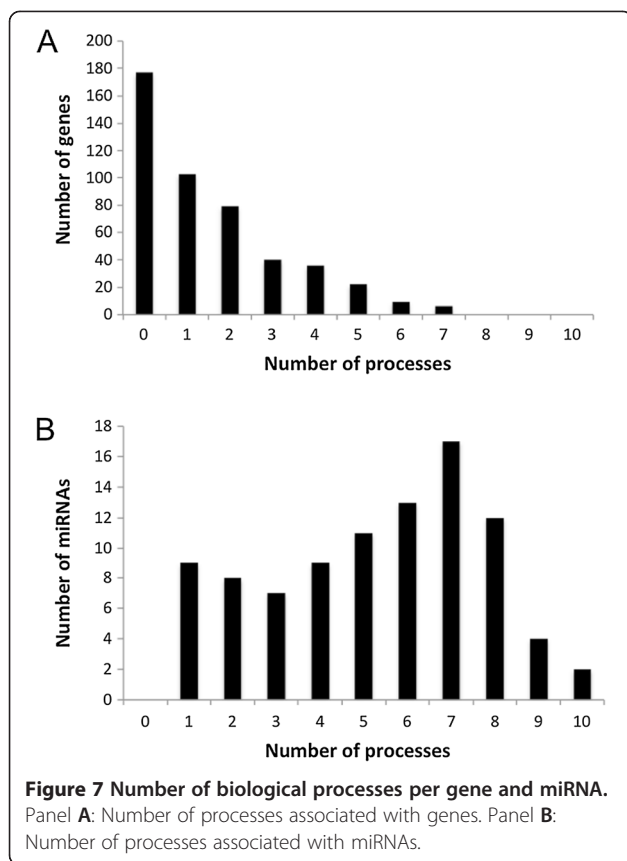 A
Number of genes
200
180
160
140
120
100
80
60
40
20
0
0 1 2 3 4 5 6 7 8 9 10
Number of processes
B
Number of miRNAs
18
16
14
12
10
8
6
4
2
0
0 1 2 3 4 5 6 7 8 9 10
Number of processes
Figure 7 Number of biological processes per gene and miRNA.
Panel A: Number of processes associated with genes. Panel B:
Number of processes associated with miRNAs.